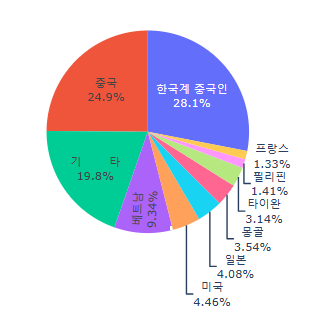 한국계 중국인
28.1%
프랑스
1.33%
필리핀
1.41%
타이완
3.14%
몽골
3.54%
일본
4.08%
미국
4.46%
베트남
9.34%
기 타
19.8%
중국
24.9%